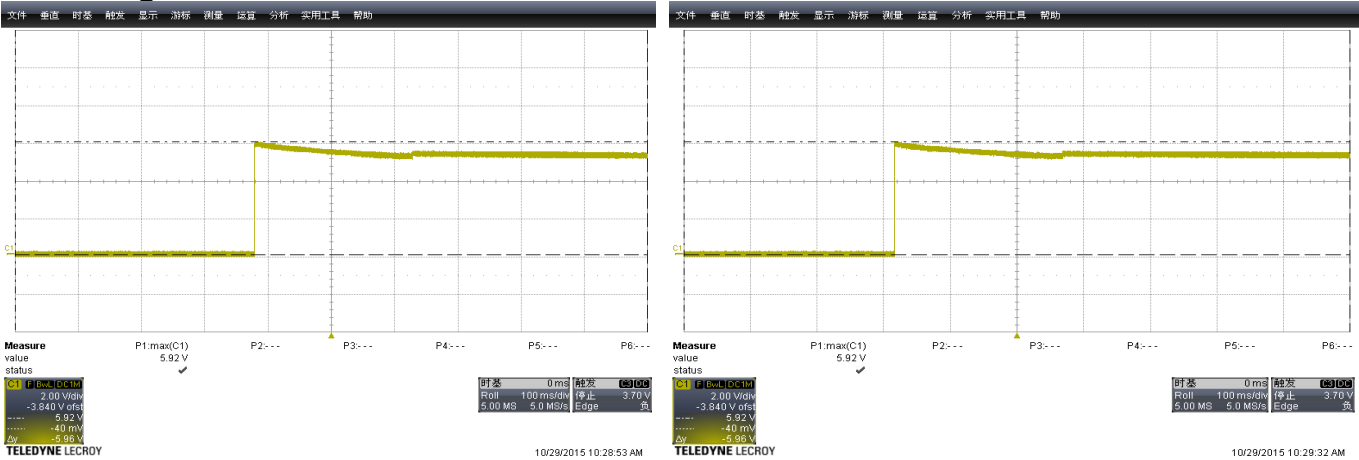 文件 垂直 时基 触发 显示 游标 测量 运算 分析 实用工具 帮助
C1
Measure P1:max(C1) P2:- - - P3:- - - P4:- - - P5:- - - P6:- - -
value 5.92 V
status
C1 F BwL DC1M
2.00 V/div
-3.840 V ofst
5.92 V
-40 mV
Δy -5.96 V
时基 0 ms
Roll 100 ms/div
5.00 MS 5.0 MS/s
触发 C3 DC
停止 3.70 V
Edge 负
TELEDYNE LECROY
10/29/2015 10:28:53 AM
文件 垂直 时基 触发 显示 游标 测量 运算 分析 实用工具 帮助
C1
Measure P1:max(C1) P2:- - - P3:- - - P4:- - - P5:- - - P6:- - -
value 5.92 V
status
C1 F BwL DC1M
2.00 V/div
-3.840 V ofst
5.92 V
-40 mV
Δy -5.96 V
时基 0 ms
Roll 100 ms/div
5.00 MS 5.0 MS/s
触发 C3 DC
停止 3.70 V
Edge 负
TELEDYNE LECROY
10/29/2015 10:29:32 AM